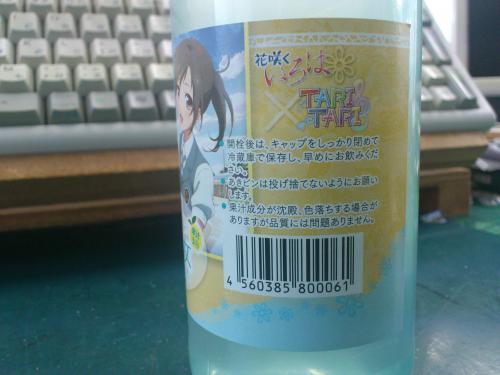 花咲く
いろは
×TARI
TARI
開栓後は、キャップをしっかり閉めて
冷蔵庫で保存し、早めにお飲みくだ
さい。
●あきビンは投げ捨てないようにお願い
します。
●果汁成分が沈殿、色落ちする場合が
ありますが品質には問題ありません。
4 560385 800061